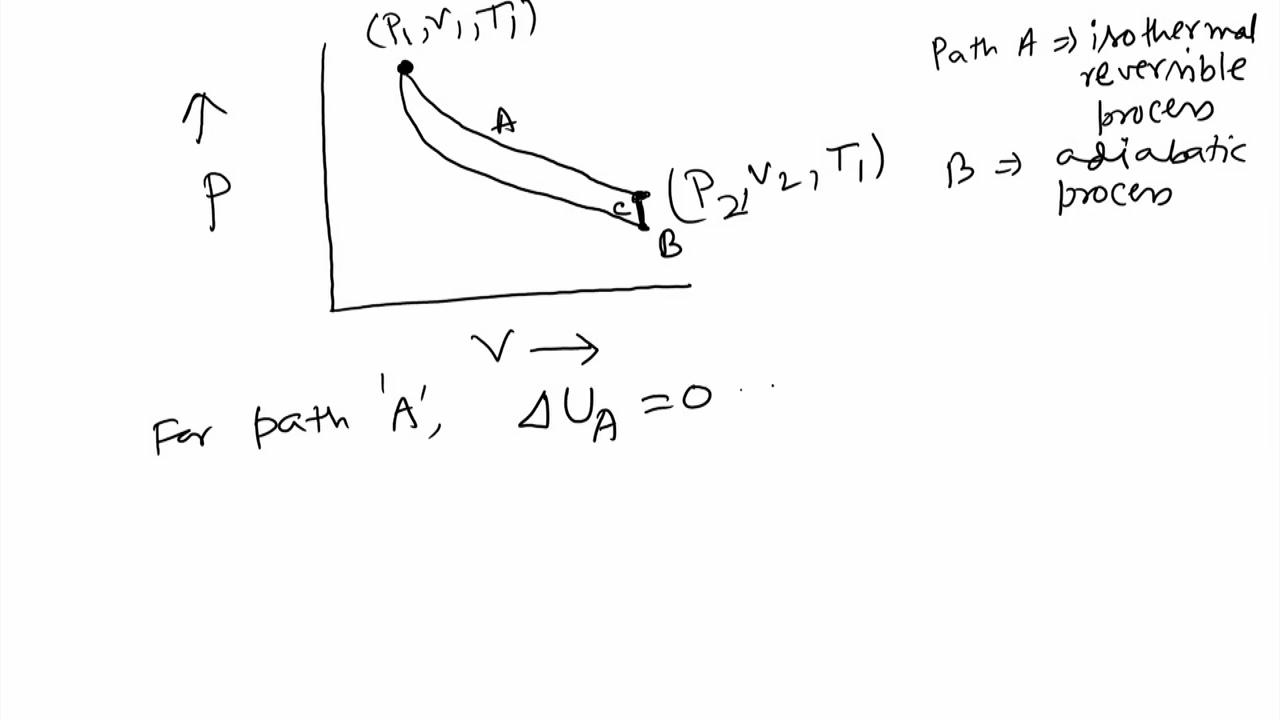 (P₁, V₁, T₁)
Path A ⇒ isothermal
reversible
process
A
↑
P
(P₂, V₂, T₁)
B ⇒ adiabatic
process
C
B
V →
For path 'A', ΔU_A = 0 ..